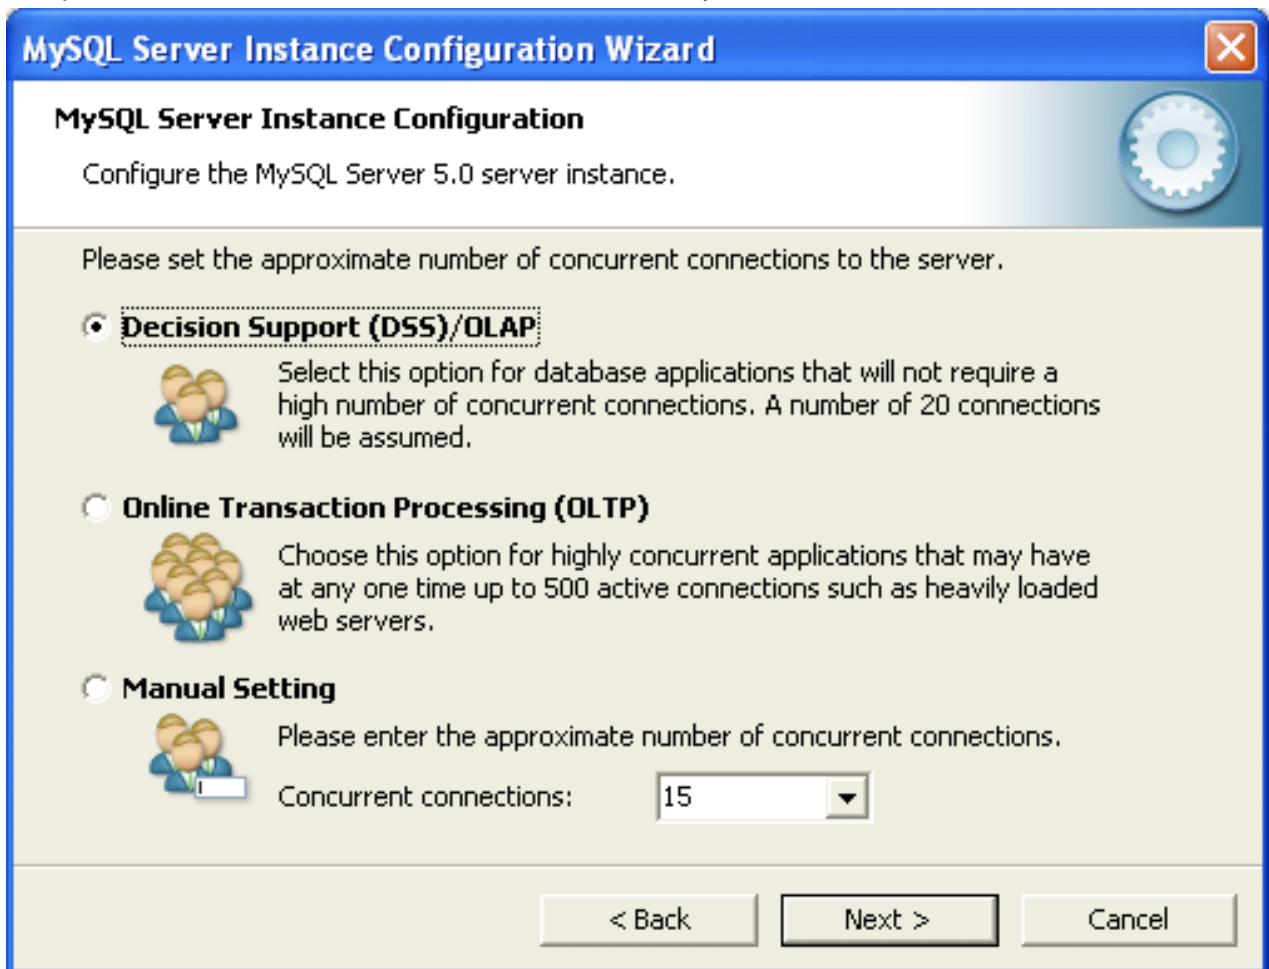 MySQL Server Instance Configuration Wizard
MySQL Server Instance Configuration
Configure the MySQL Server 5.0 server instance.
Please set the approximate number of concurrent connections to the server.
Decision Support (DSS)/OLAP
Select this option for database applications that will not require a
high number of concurrent connections. A number of 20 connections
will be assumed.
Online Transaction Processing (OLTP)
Choose this option for highly concurrent applications that may have
at any one time up to 500 active connections such as heavily loaded
web servers.
Manual Setting
Please enter the approximate number of concurrent connections.
Concurrent connections: 15
< Back Next > Cancel